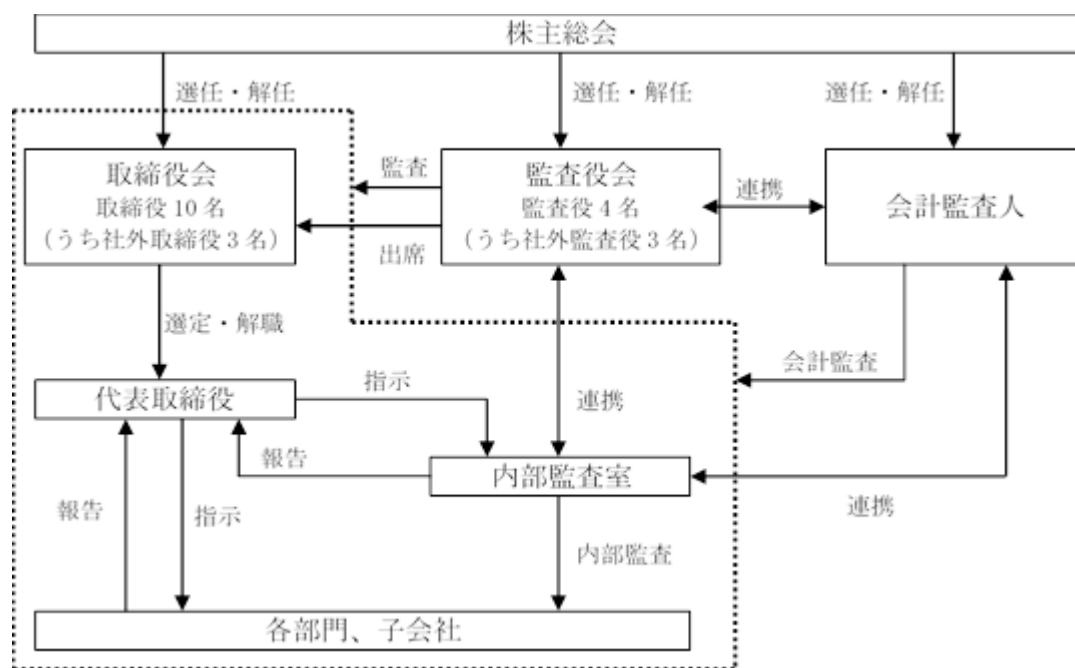 株主総会
選任・解任
選任・解任
選任・解任
取締役会
取締役 10 名
（うち社外取締役 3 名）
監査
出席
監査役会
監査役 4 名
（うち社外監査役 3 名）
連携
会計監査人
選定・解職
会計監査
代表取締役
指示
連携
報告
内部監査室
連携
報告
指示
内部監査
各部門、子会社